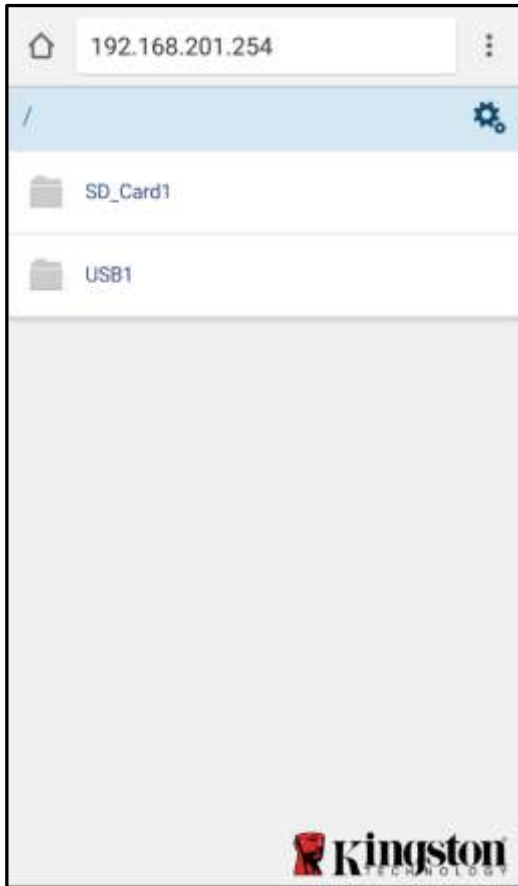 192.168.201.254
/
SD_Card1
USB1
Kingston
TECHNOLOGY